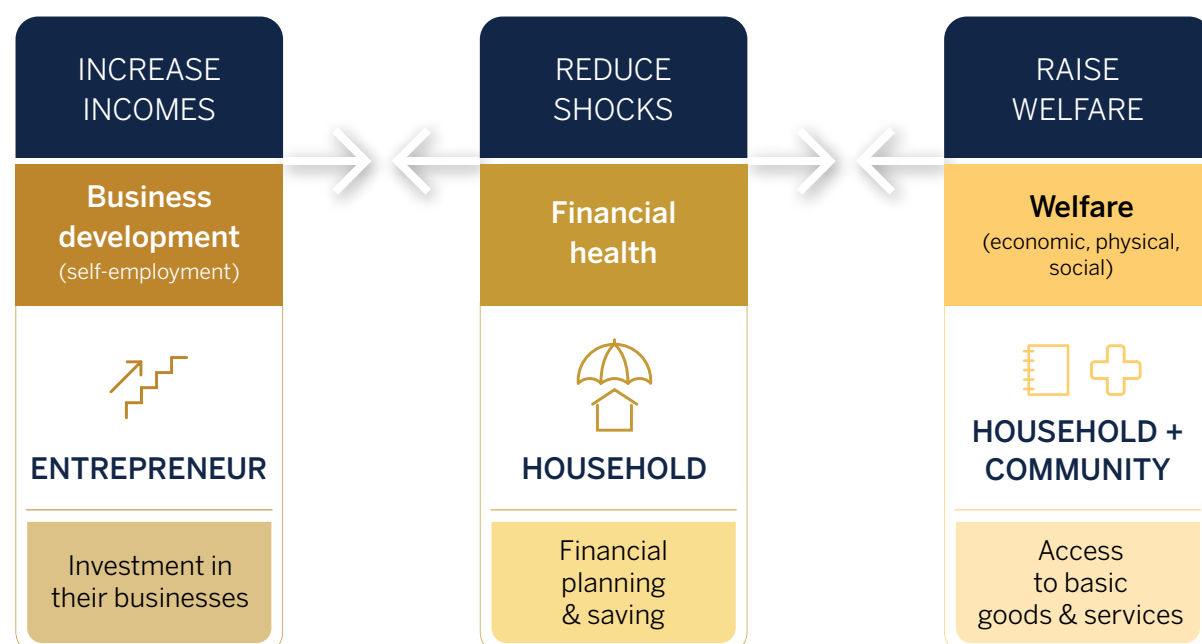 INCREASE
INCOMES
Business
development
(self-employment)
ENTREPRENEUR
Investment in
their businesses
REDUCE
SHOCKS
Financial
health
HOUSEHOLD
Financial
planning
& saving
RAISE
WELFARE
Welfare
(economic, physical,
social)
HOUSEHOLD +
COMMUNITY
Access
to basic
goods & services